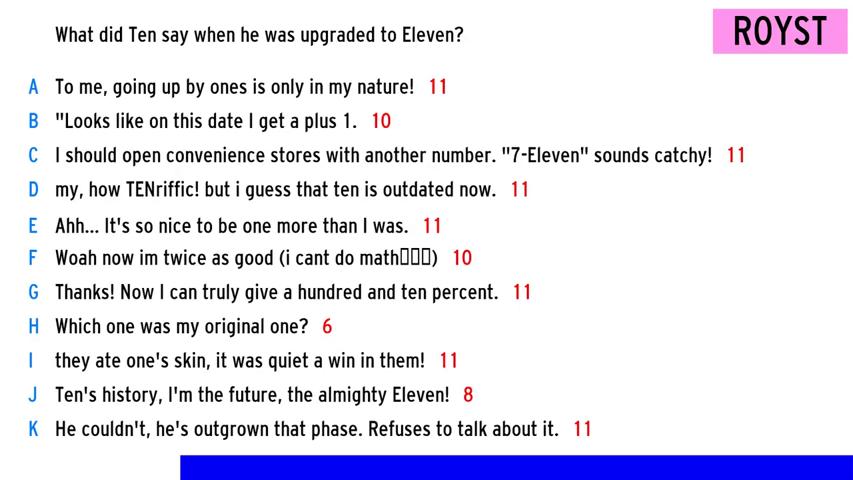 What did Ten say when he was upgraded to Eleven?
ROYST
A To me, going up by ones is only in my nature! 11
B "Looks like on this date I get a plus 1. 10
C I should open convenience stores with another number. "7-Eleven" sounds catchy! 11
D my, how TENriffic! but i guess that ten is outdated now. 11
E Ahh... It's so nice to be one more than I was. 11
F Woah now im twice as good (i cant do math▯▯▯) 10
G Thanks! Now I can truly give a hundred and ten percent. 11
H Which one was my original one? 6
I they ate one's skin, it was quiet a win in them! 11
J Ten's history, I'm the future, the almighty Eleven! 8
K He couldn't, he's outgrown that phase. Refuses to talk about it. 11